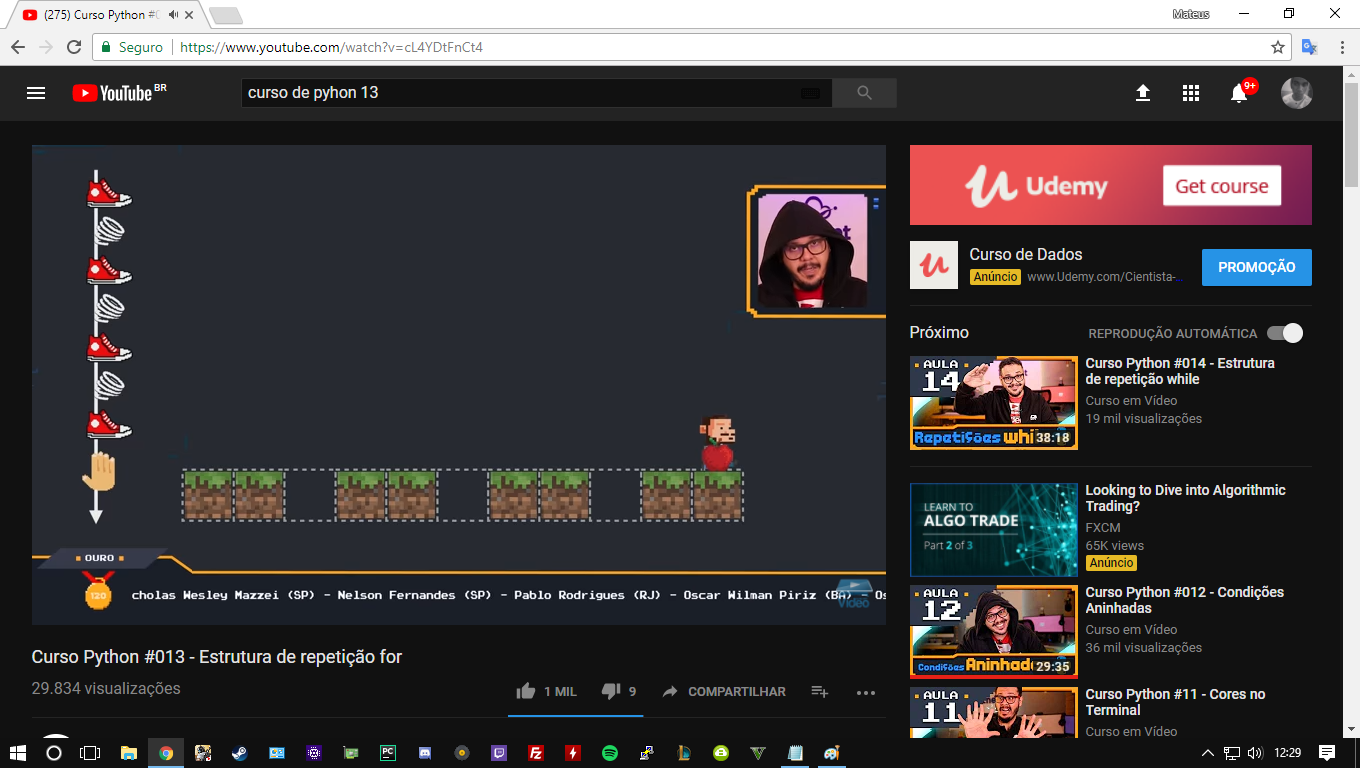 (275) Curso Python #0
Mateus
Seguro
https://www.youtube.com/watch?v=cL4YDtFnCt4
YouTube BR
curso de pyhon 13
9+
Udemy
Get course
Curso de Dados
Anúncio www.Udemy.com/Cientista-...
PROMOÇÃO
Próximo
REPRODUÇÃO AUTOMÁTICA
AULA
14
Repetições
38:18
Curso Python #014 - Estrutura
de repetição while
Curso em Vídeo
19 mil visualizações
LEARN TO
ALGO TRADE
Part 2 of 3
Looking to Dive into Algorithmic
Trading?
FXCM
65K views
Anúncio
AULA
12
Condições Aninhad
29:35
Curso Python #012 - Condições
Aninhadas
Curso em Vídeo
36 mil visualizações
AULA
11
Curso Python #11 - Cores no
Terminal
Curso em Vídeo
OURO
120
cholas Wesley Mazzei (SP) - Nelson Fernandes (SP) - Pablo Rodrigues (RJ) - Oscar Wilman Piriz (BA) - Os
Vídeo
Curso Python #013 - Estrutura de repetição for
29.834 visualizações
1 MIL
9
COMPARTILHAR
PC
12:29